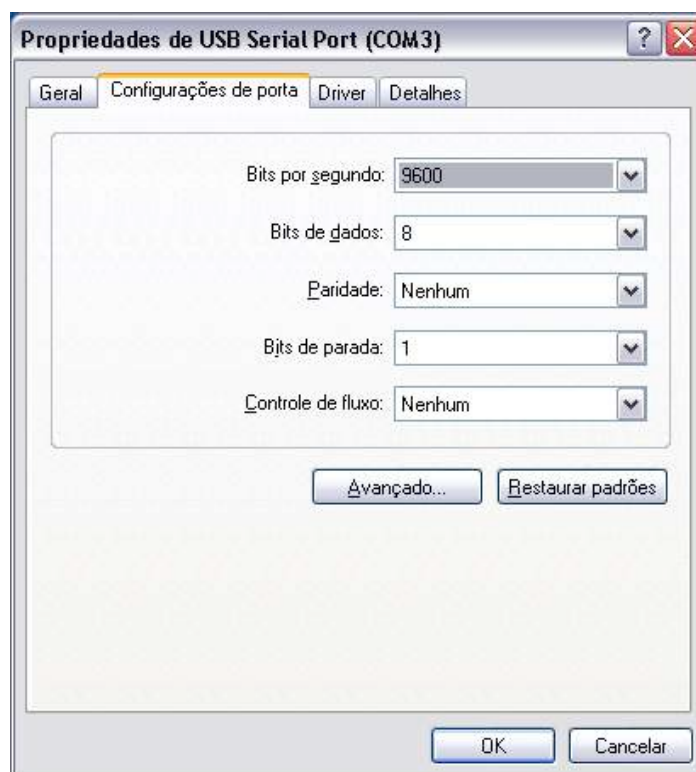 Propriedades de USB Serial Port (COM3)
Geral Configurações de porta Driver Detalhes
Bits por segundo: 9600
Bits de dados: 8
Paridade: Nenhum
Bits de parada: 1
Controle de fluxo: Nenhum
Avançado... Restaurar padrões
OK Cancelar